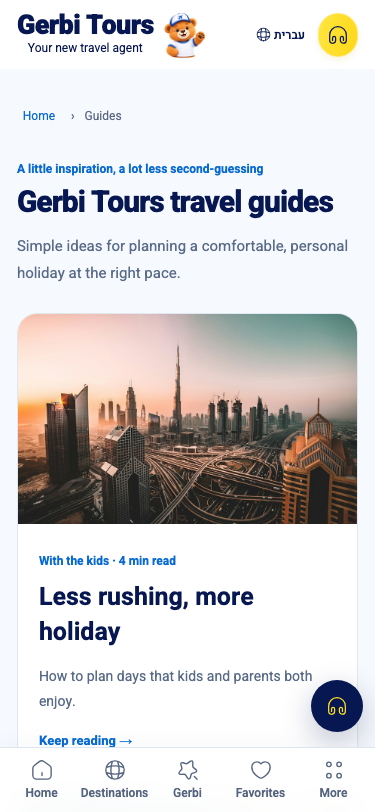 Gerbi Tours
Your new travel agent
עברית
Home › Guides
A little inspiration, a lot less second-guessing
Gerbi Tours travel guides
Simple ideas for planning a comfortable, personal
holiday at the right pace.
With the kids · 4 min read
Less rushing, more
holiday
How to plan days that kids and parents both
enjoy.
Keep reading →
Home
Destinations
Gerbi
Favorites
More